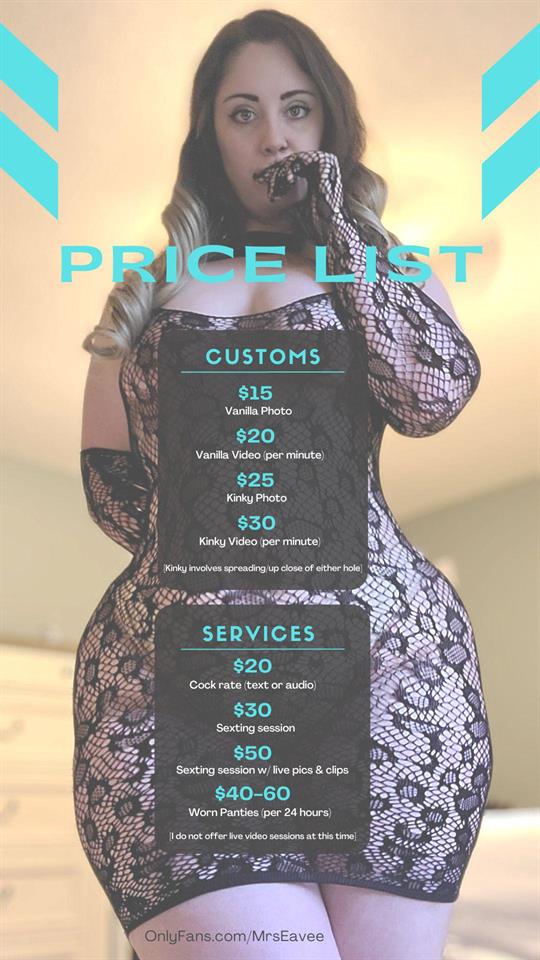 PRICE LIST
CUSTOMS
$15
Vanilla Photo
$20
Vanilla Video (per minute)
$25
Kinky Photo
$30
Kinky Video (per minute)
[Kinky involves spreading/up close of either hole]
SERVICES
$20
Cock rate (text or audio)
$30
Sexting session
$50
Sexting session w/ live pics & clips
$40-60
Worn Panties (per 24 hours)
[I do not offer live video sessions at this time]
OnlyFans.com/MrsEavee